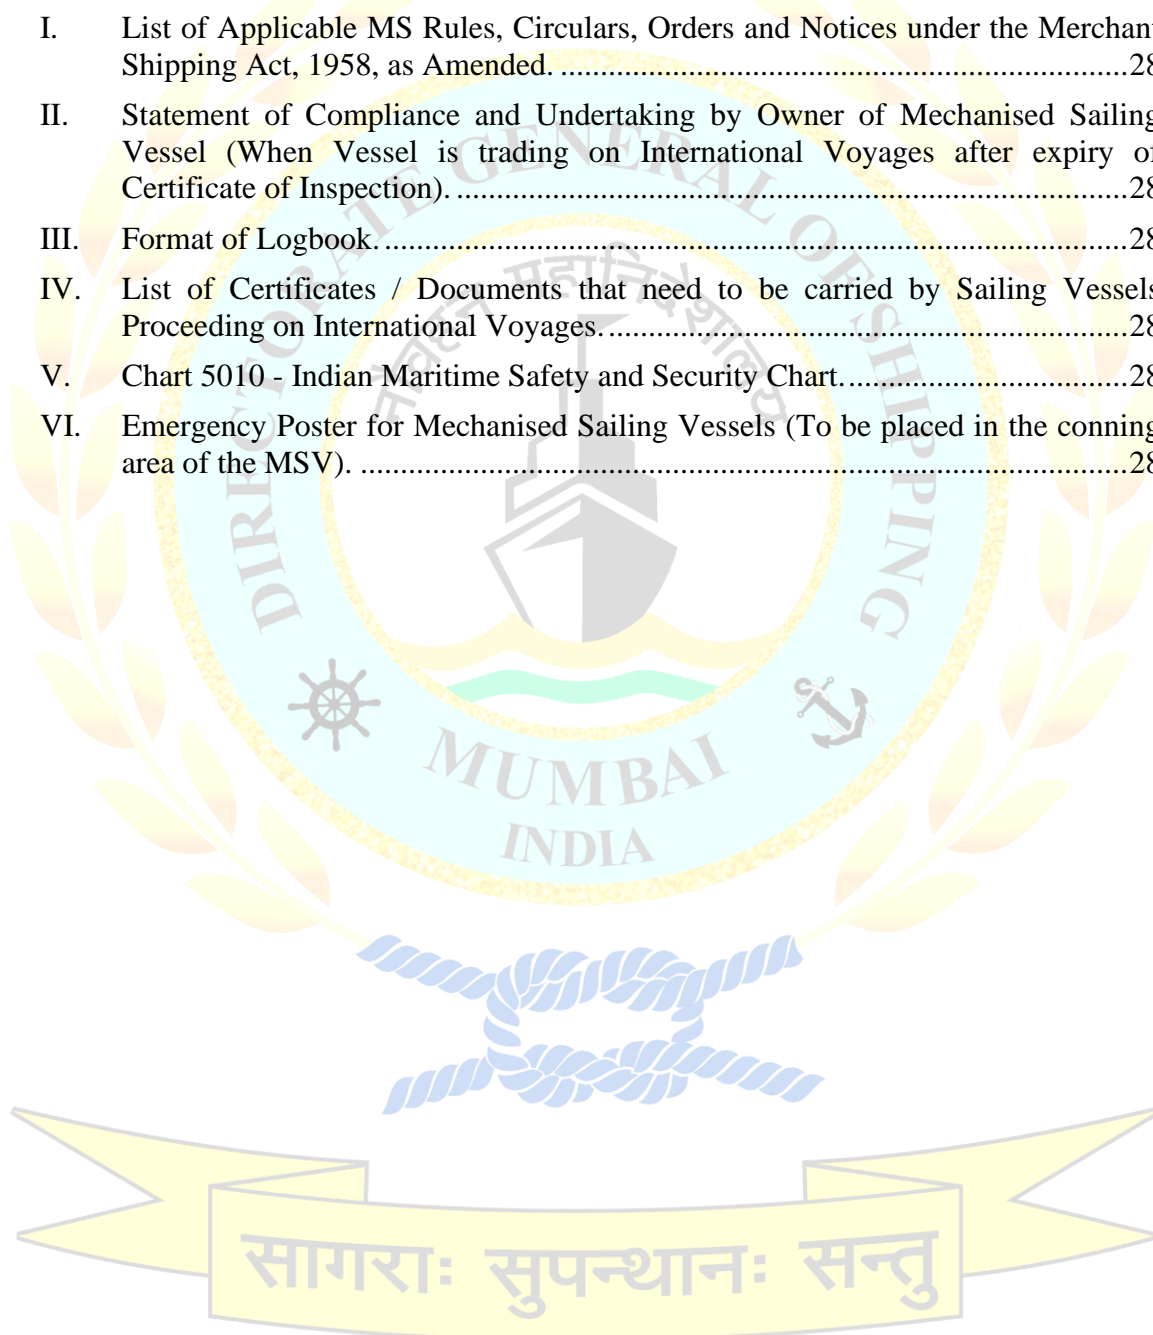 I. List of Applicable MS Rules, Circulars, Orders and Notices under the Merchant
Shipping Act, 1958, as Amended. ........................................................................28
II. Statement of Compliance and Undertaking by Owner of Mechanised Sailing
Vessel (When Vessel is trading on International Voyages after expiry of
Certificate of Inspection). .....................................................................................28
III. Format of Logbook. ..............................................................................................28
IV. List of Certificates / Documents that need to be carried by Sailing Vessels
Proceeding on International Voyages. ..................................................................28
V. Chart 5010 - Indian Maritime Safety and Security Chart. ....................................28
VI. Emergency Poster for Mechanised Sailing Vessels (To be placed in the conning
area of the MSV). .................................................................................................28
DIRECTORATE GENERAL OF SHIPPING
नौवहन महानिदेशालय
MUMBAI
INDIA
सागराः सुपन्थानः सन्तु